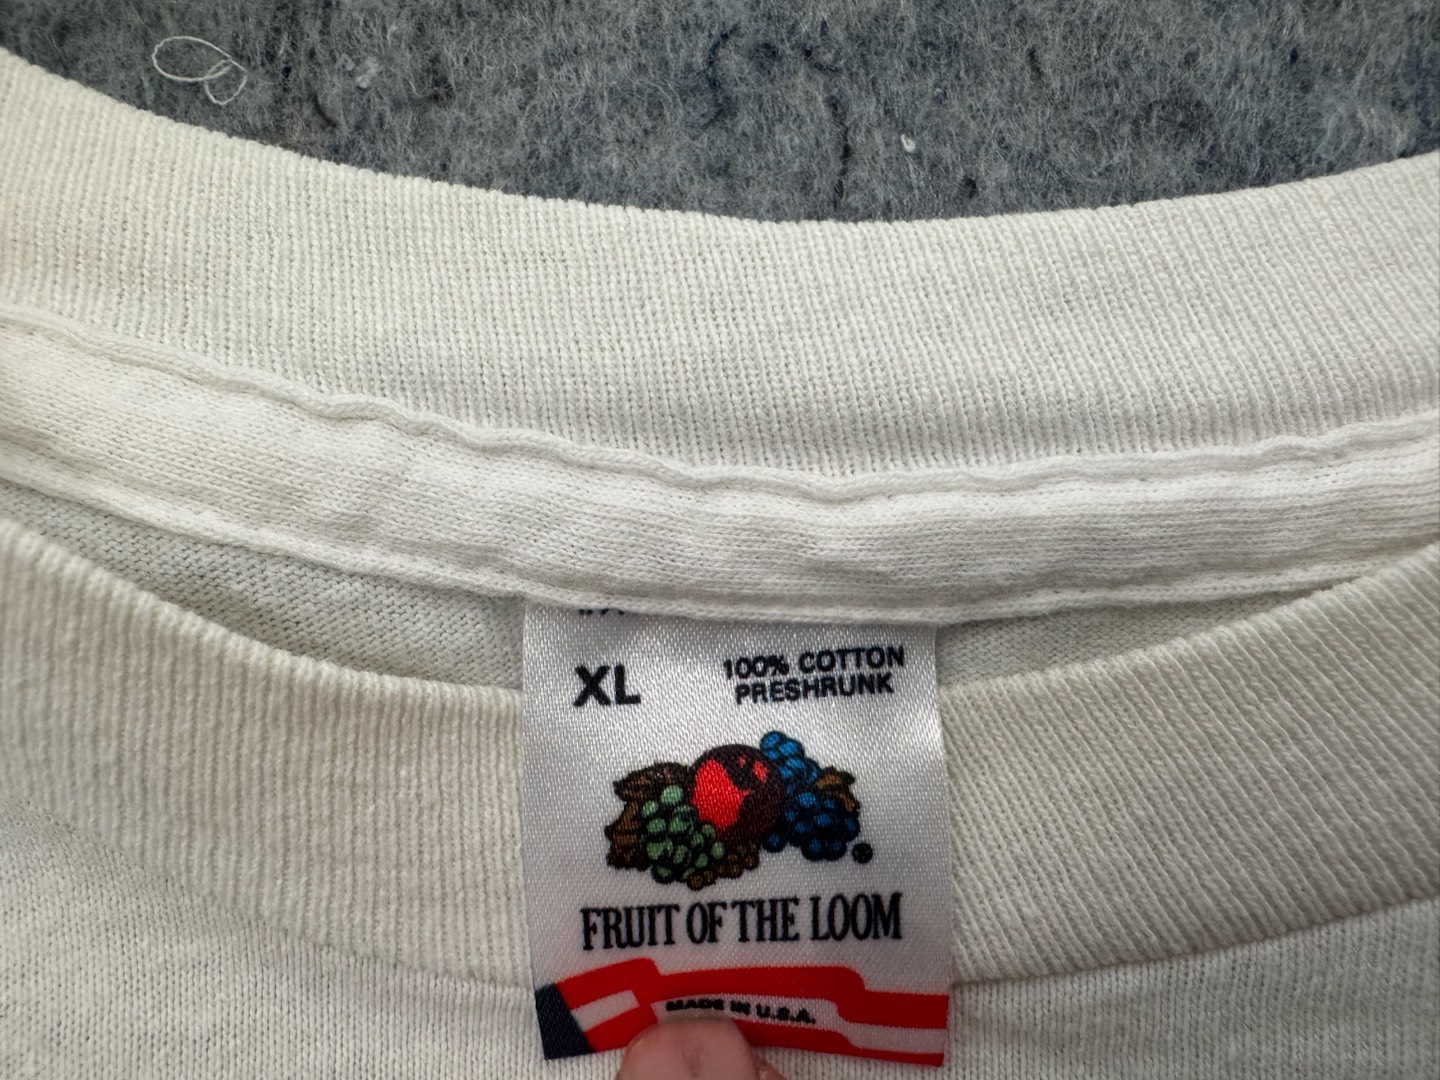 XL
100% COTTON
PRESHRUNK
®
FRUIT OF THE LOOM
MADE IN U.S.A.